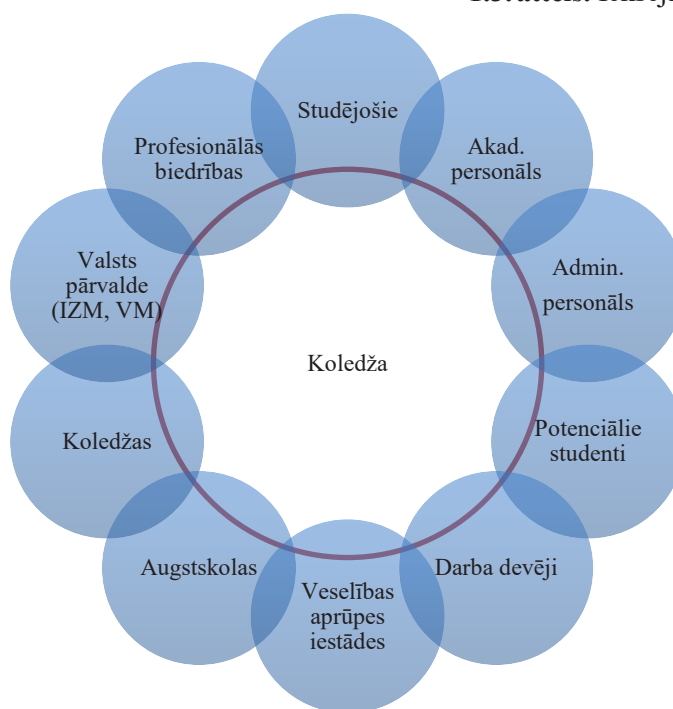 Studējošie
Akad.
personāls
Admin.
personāls
Potenciālie
studenti
Darba devēji
Veselības
aprūpes
iestādes
Augstskolas
Koledžas
Valsts
pārvalde
(IZM, VM)
Profesionālās
biedrības
Koledža